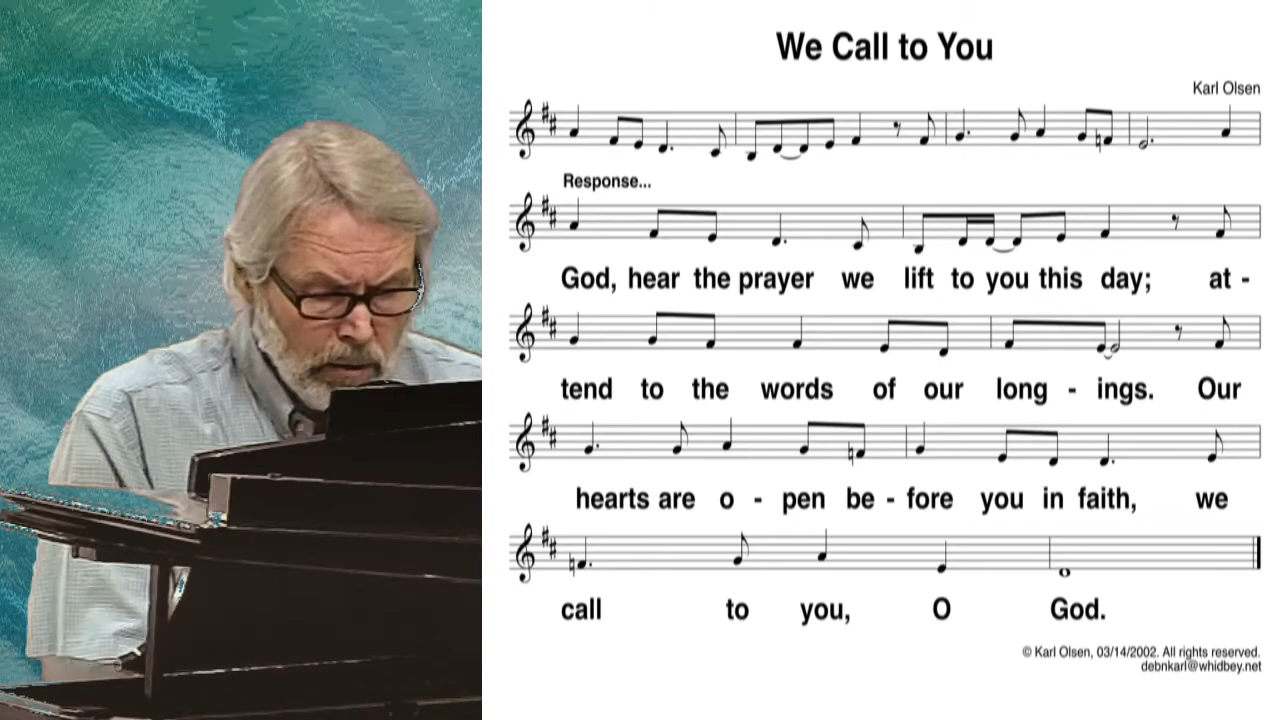 We Call to You
Karl Olsen
Response...
God, hear the prayer we lift to you this day; at -
tend to the words of our long - ings. Our
hearts are o - pen be - fore you in faith, we
call to you, O God.
© Karl Olsen, 03/14/2002. All rights reserved.
debnkarl@whidbey.net